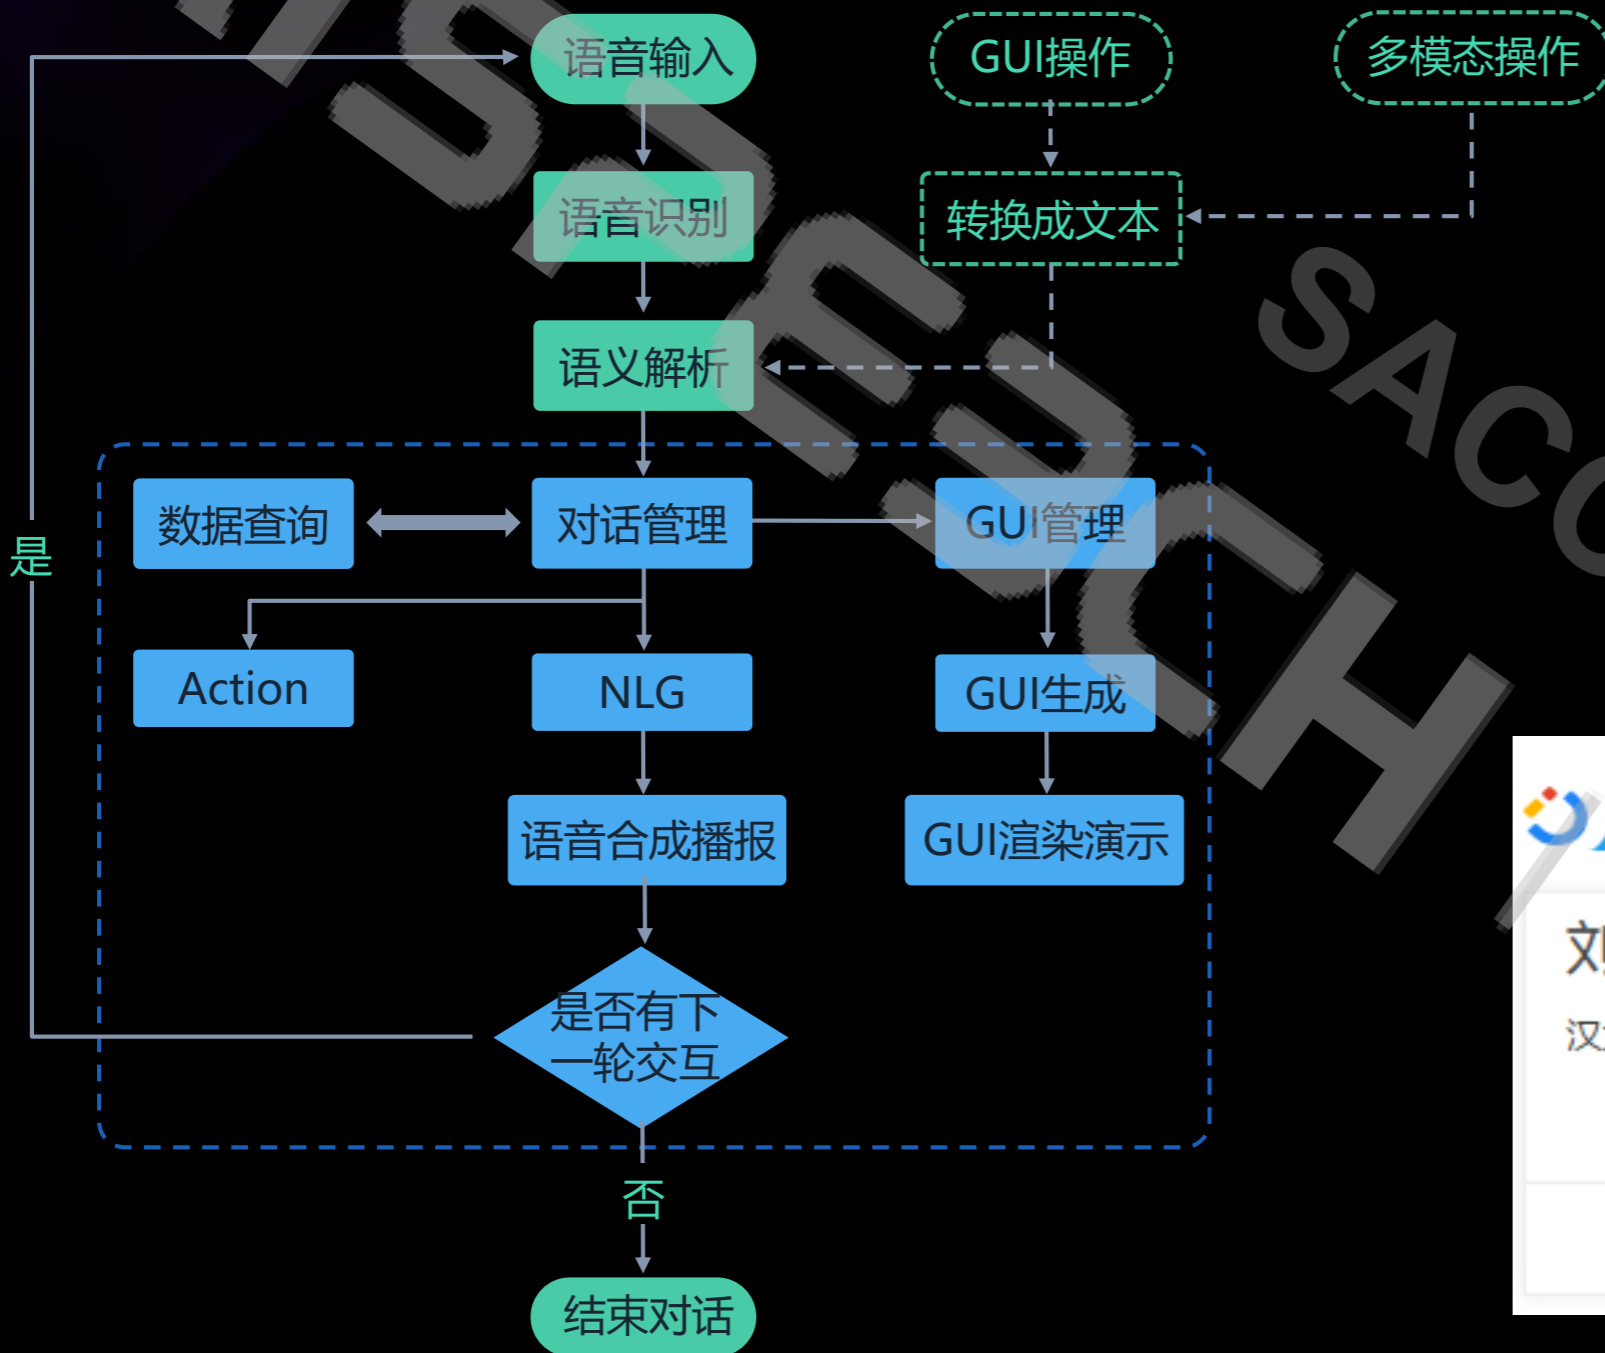 语音输入
GUI操作
多模态操作
语音识别
转换成文本
语义解析
数据查询
对话管理
GUI管理
是
Action
NLG
GUI生成
语音合成播报
GUI渲染演示
是否有下
一轮交互
否
结束对话
SACC
刘
汉